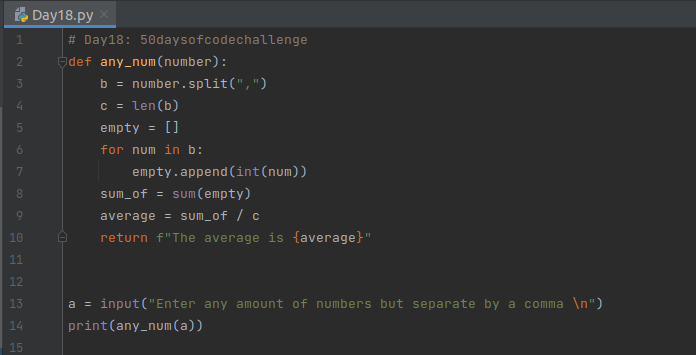 Day18.py
1 # Day18: 50daysofcodechallenge
2 def any_num(number):
3     b = number.split(",")
4     c = len(b)
5     empty = []
6     for num in b:
7         empty.append(int(num))
8     sum_of = sum(empty)
9     average = sum_of / c
10     return f"The average is {average}"
11
12
13 a = input("Enter any amount of numbers but separate by a comma \n")
14 print(any_num(a))
15